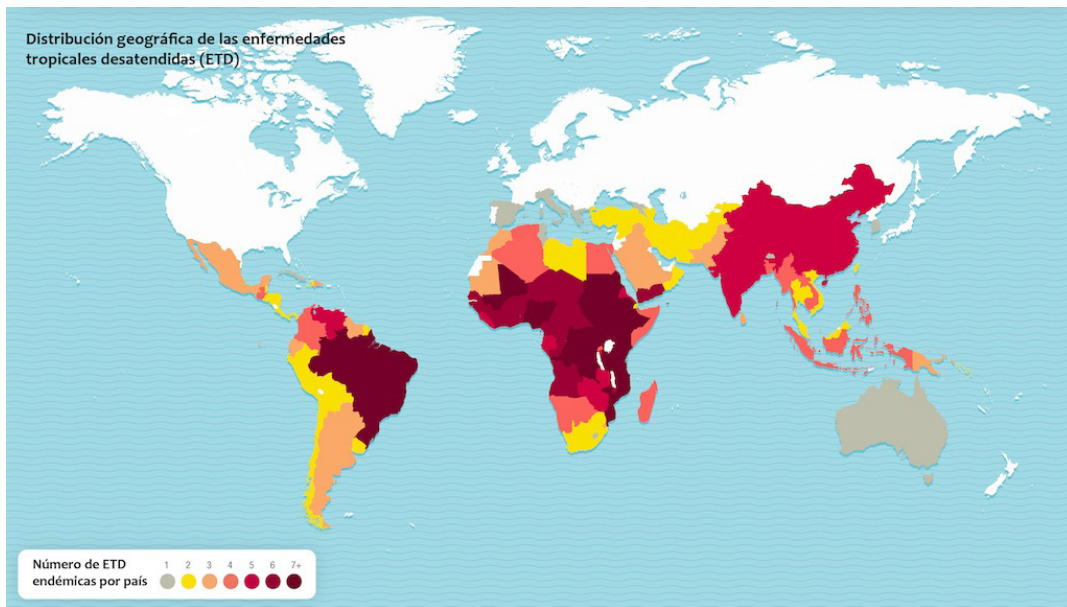 Distribución geográfica de las enfermedades
tropicales desatendidas (ETD)
Número de ETD
endémicas por país
1 2 3 4 5 6 7+